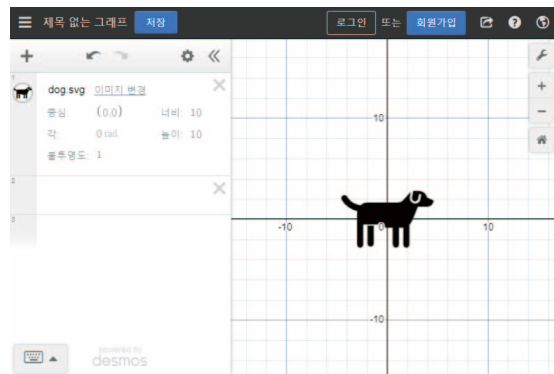 제목 없는 그래프 저장 로그인 또는 회원가입
1
dog.svg 이미지 변경
중심: (0,0) 너비: 10
각: 0 rad 높이: 10
불투명도: 1
2
3
10
-10 0 10
-10
powered by
desmos